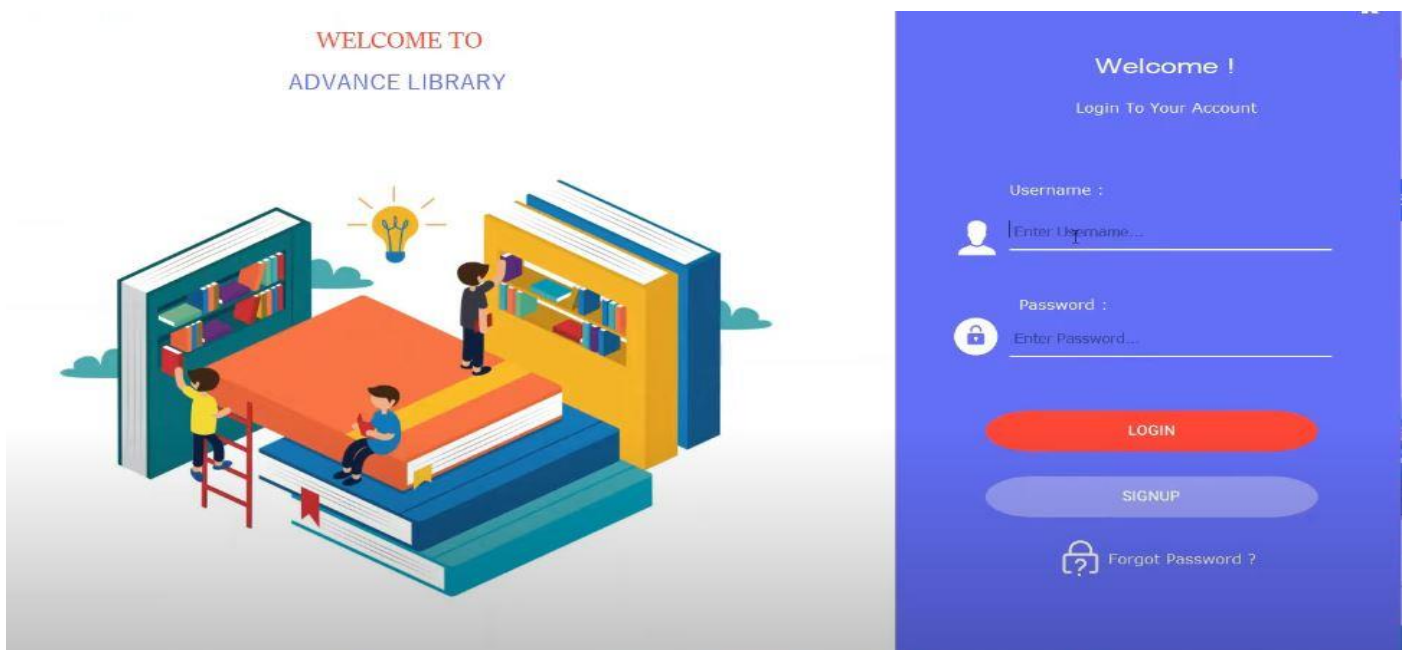 WELCOME TO
ADVANCE LIBRARY
Welcome !
Login To Your Account
Username :
Enter Username...
Password :
Enter Password...
LOGIN
SIGNUP
Forgot Password ?